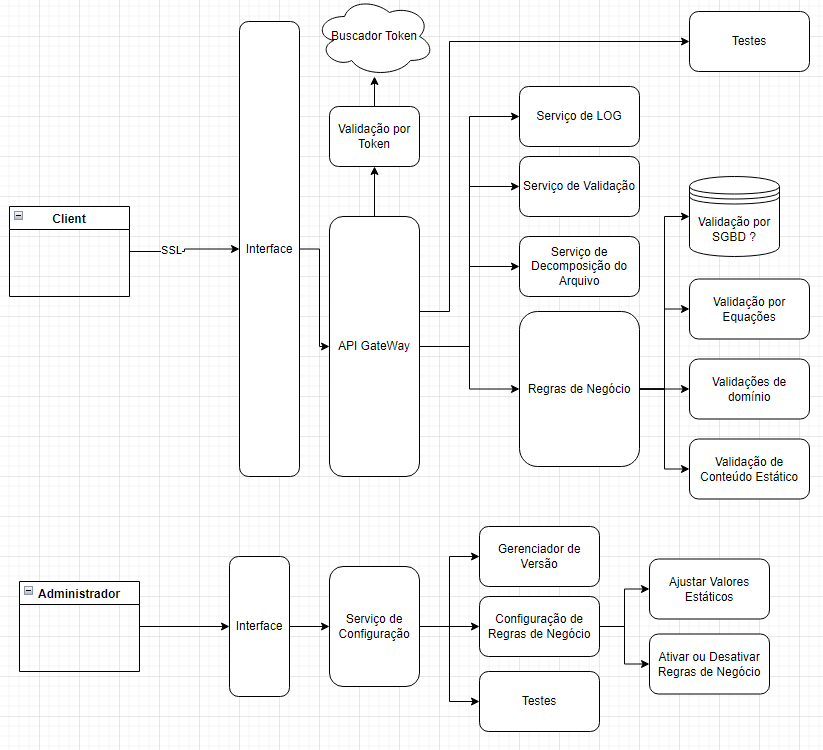 Buscador Token
Testes
Validação por
Token
Serviço de LOG
Serviço de Validação
Client
SSL
Interface
Serviço de
Decomposição do
Arquivo
Validação por
SGBD ?
API GateWay
Validação por
Equações
Regras de Negócio
Validações de
domínio
Validação de
Conteúdo Estático
Administrador
Interface
Serviço de
Configuração
Gerenciador de
Versão
Configuração de
Regras de Negócio
Testes
Ajustar Valores
Estáticos
Ativar ou Desativar
Regras de Negócio